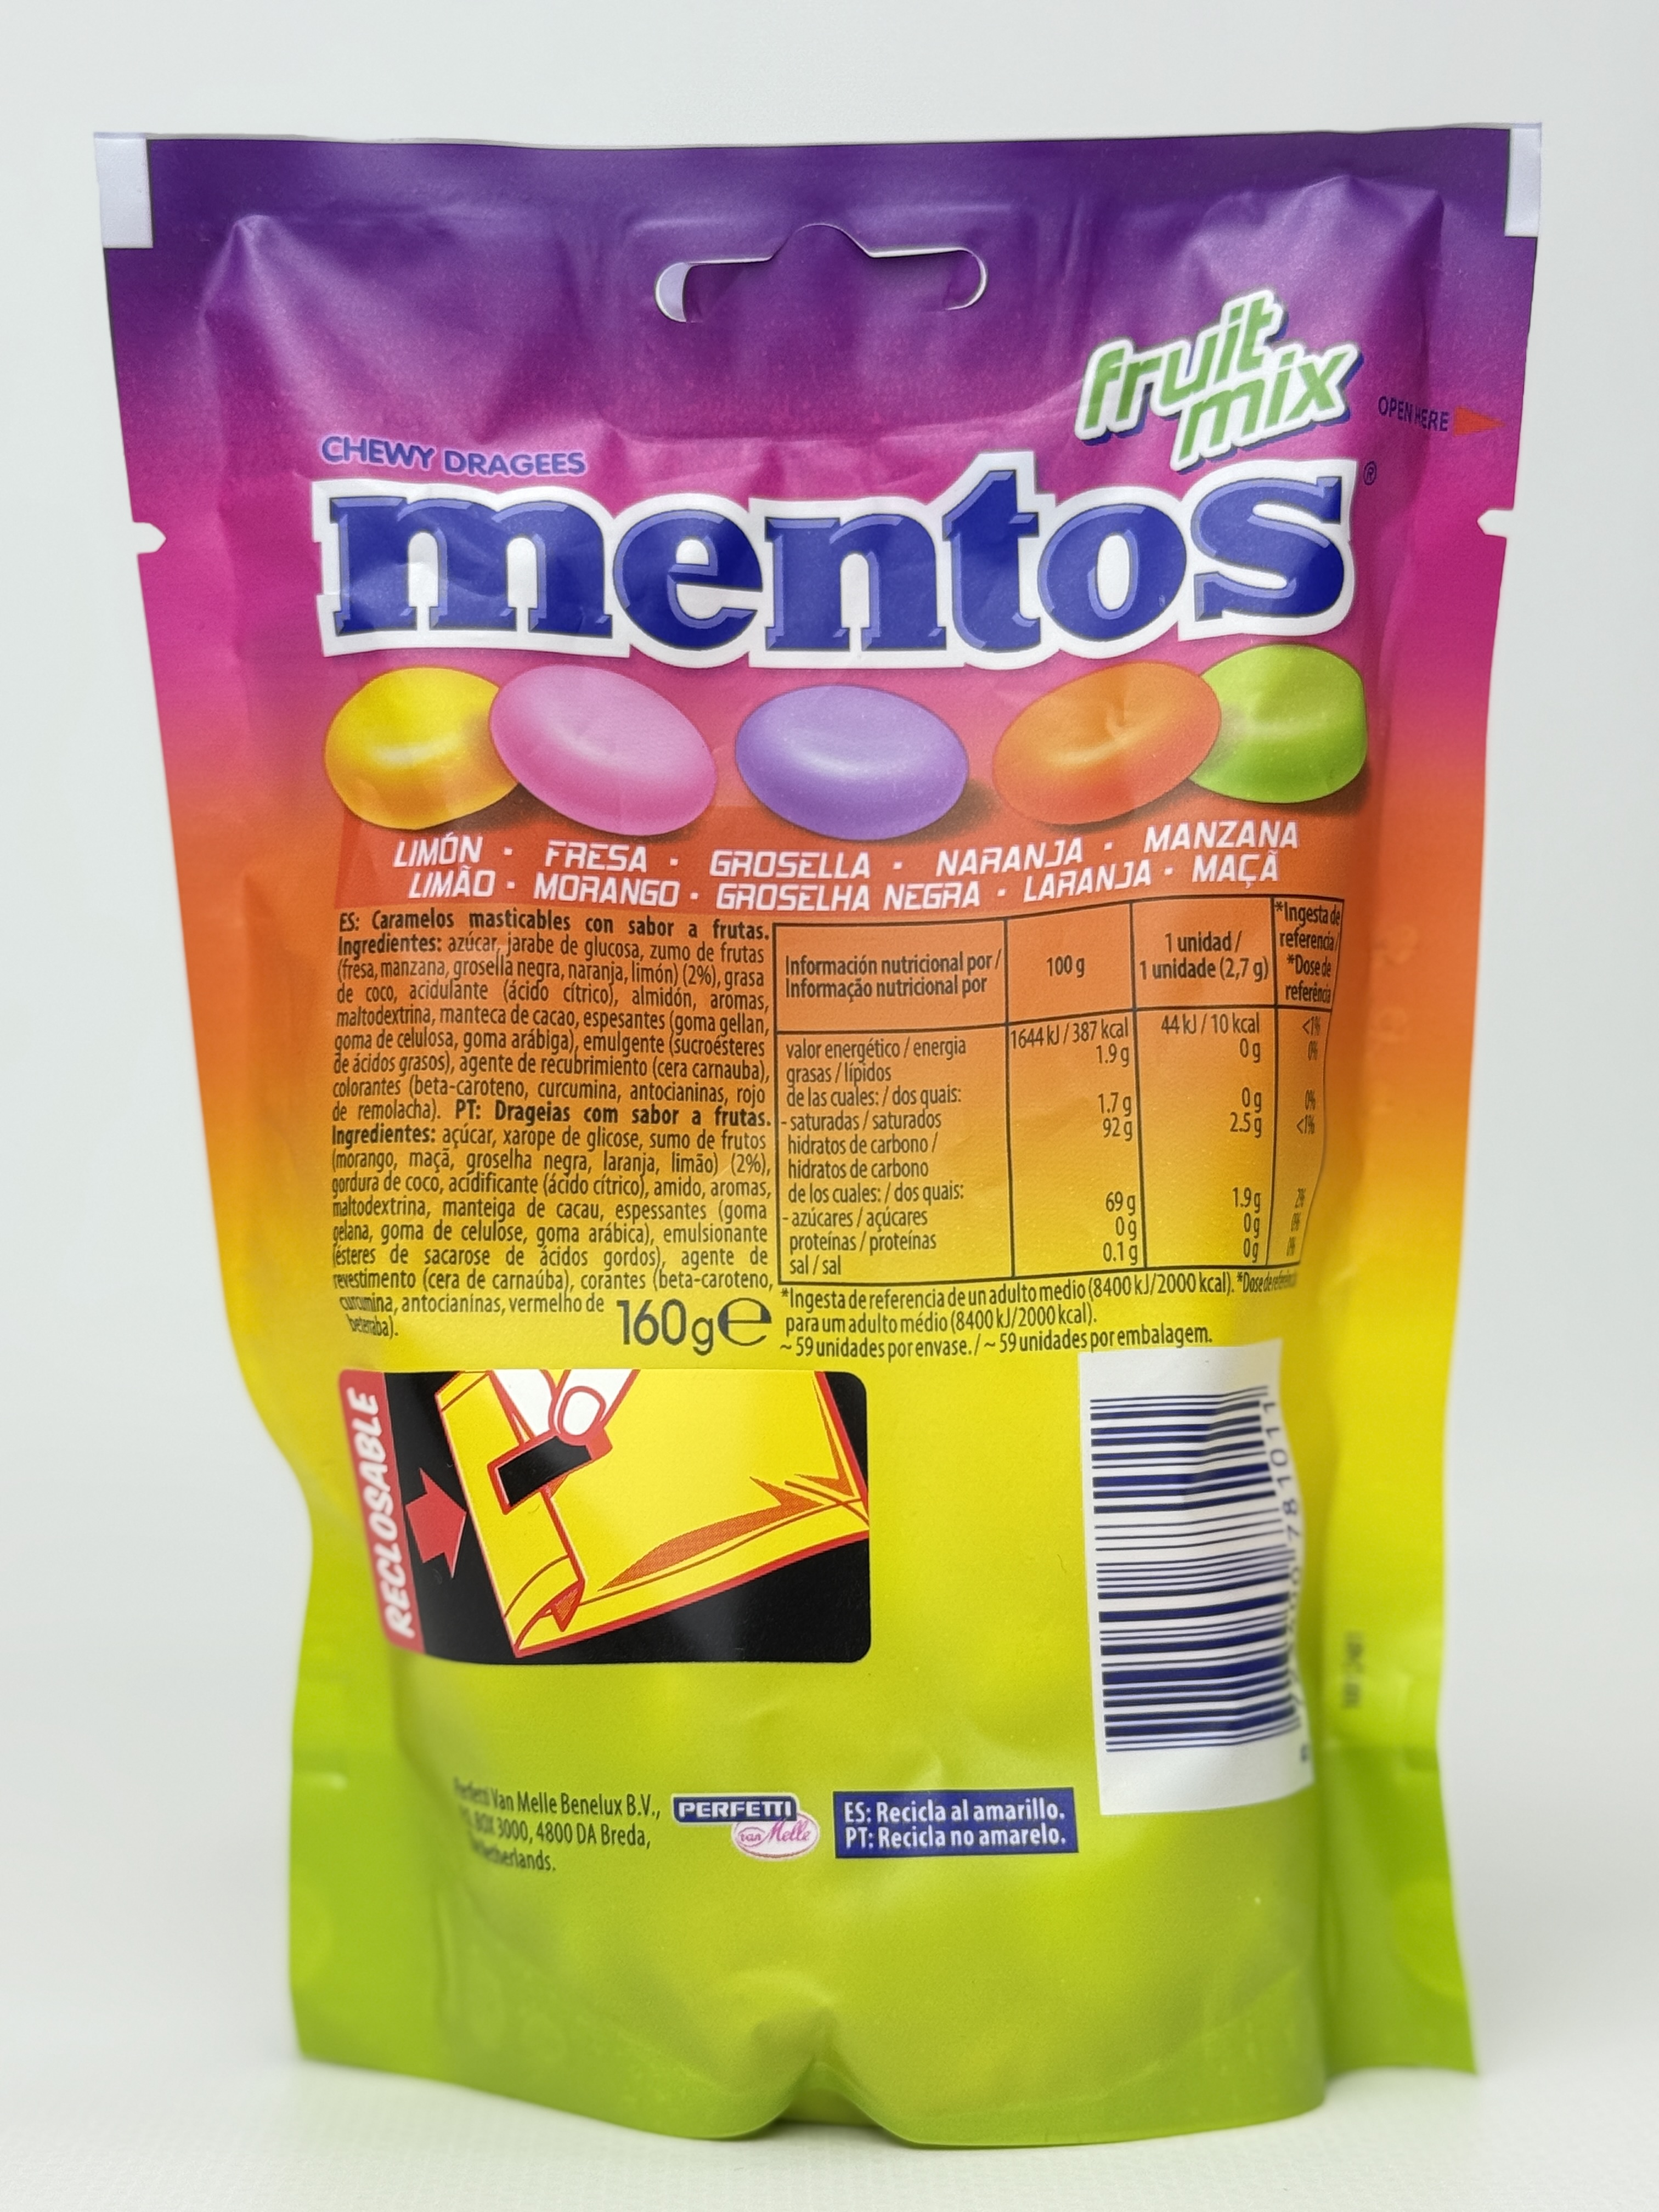 fruit
mix
OPEN HERE
CHEWY DRAGEES
mentos®
LIMÓN · FRESA · GROSELLA · NARANJA · MANZANA
LIMÃO · MORANGO · GROSELHA NEGRA · LARANJA · MAÇÃ
ES: Caramelos masticables con sabor a frutas.
Ingredientes: azúcar, jarabe de glucosa, zumo de frutas
(fresa, manzana, grosella negra, naranja, limón) (2%), grasa
de coco, acidulante (ácido cítrico), almidón, aromas,
maltodextrina, manteca de cacao, espesantes (goma gellan,
goma de celulosa, goma arábiga), emulgente (sucroésteres
de ácidos grasos), agente de recubrimiento (cera carnauba),
colorantes (beta-caroteno, curcumina, antocianinas, rojo
de remolacha). PT: Drageias com sabor a frutas.
Ingredientes: açúcar, xarope de glicose, sumo de frutos
(morango, maçã, groselha negra, laranja, limão) (2%),
gordura de coco, acidificante (ácido cítrico), amido, aromas,
maltodextrina, manteiga de cacau, espessantes (goma
gelana, goma de celulose, goma arábica), emulsionante
(ésteres de sacarose de ácidos gordos), agente de
revestimento (cera de carnaúba), corantes (beta-caroteno,
curcumina, antocianinas, vermelho de
beterraba).
160g e
Información nutricional por / 100 g 1 unidad / *Ingesta de
Informação nutricional por 1 unidade (2,7 g) referencia/
*Dose de
referência
valor energético / energia 1644 kJ / 387 kcal 44 kJ / 10 kcal <1%
grasas / lípidos 1.9 g 0 g 0%
de las cuales: / dos quais:
- saturadas / saturados 1.7 g 0 g 0%
hidratos de carbono / 92 g 2.5 g <1%
hidratos de carbono
de los cuales: / dos quais:
- azúcares / açúcares 69 g 1.9 g 2%
proteínas / proteínas 0 g 0g 0%
sal / sal 0.1 g 0g 0%
*Ingesta de referencia de un adulto medio (8400 kJ/2000 kcal). *Dose de referência
para um adulto médio (8400 kJ/2000 kcal).
~ 59 unidades por envase. / ~ 59 unidades por embalagem.
RECLOSABLE
781011
Perfetti Van Melle Benelux B.V.,
P.O. BOX 3000, 4800 DA Breda,
The Netherlands.
PERFETTI
van Melle
ES: Recicla al amarillo.
PT: Recicla no amarelo.